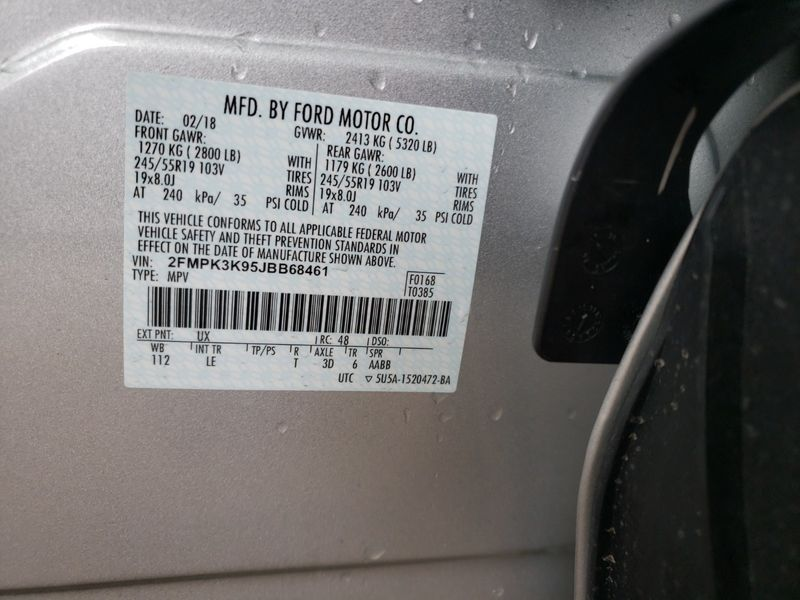 MFD. BY FORD MOTOR CO.
DATE: 02/18 GVWR: 2413 KG ( 5320 LB)
FRONT GAWR: REAR GAWR:
1270 KG ( 2800 LB) WITH 1179 KG ( 2600 LB) WITH
245/55R19 103V TIRES 245/55R19 103V TIRES
19x8.0J RIMS 19x8.0J RIMS
AT 240 kPa/ 35 PSI COLD AT 240 kPa/ 35 PSI COLD
THIS VEHICLE CONFORMS TO ALL APPLICABLE FEDERAL MOTOR
VEHICLE SAFETY AND THEFT PREVENTION STANDARDS IN
EFFECT ON THE DATE OF MANUFACTURE SHOWN ABOVE.
VIN: 2FMPK3K95JBB68461
TYPE: MPV
F0168
T0385
EXT PNT: UX RC: 48 DSO:
WB INT TR TP/PS R AXLE TR SPR
112 LE T 3D 6 AABB
UTC ▽ 5U5A-1520472-BA